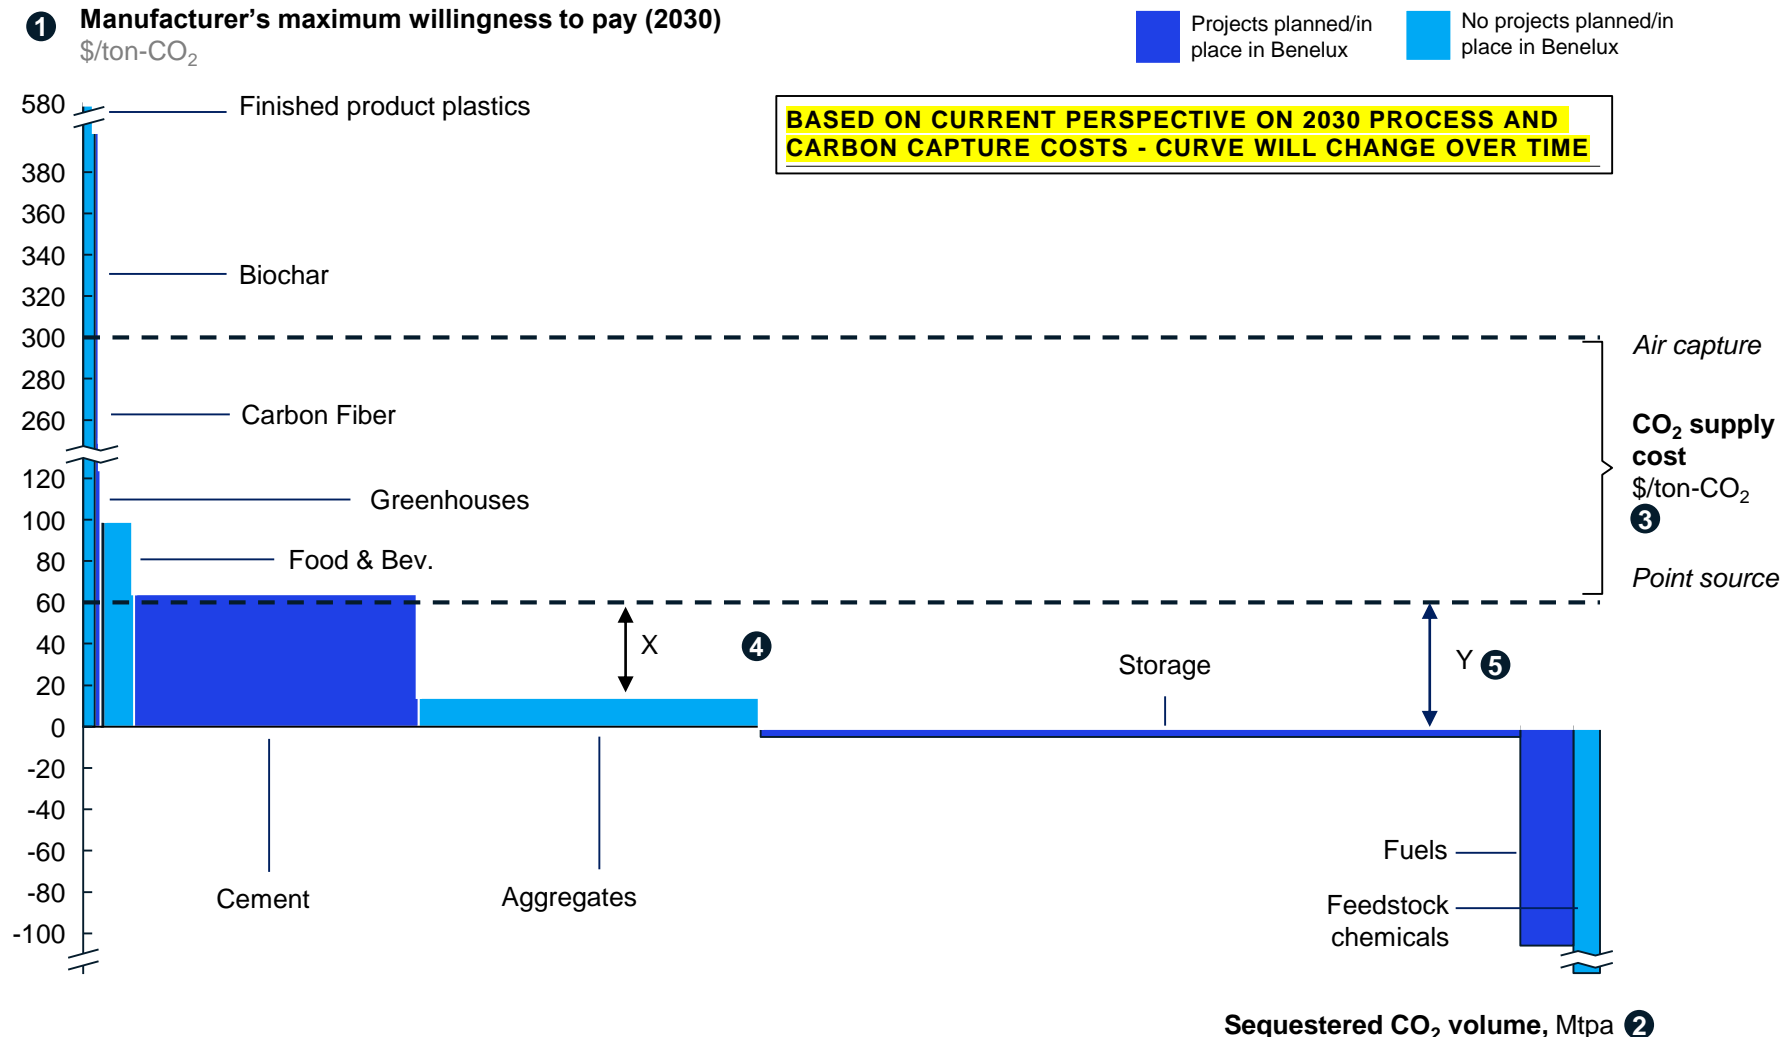 1 Manufacturer's maximum willingness to pay (2030)
$/ton-CO2
Projects planned/in
place in Benelux
No projects planned/in
place in Benelux
BASED ON CURRENT PERSPECTIVE ON 2030 PROCESS AND
CARBON CAPTURE COSTS - CURVE WILL CHANGE OVER TIME
580
380
360
340
320
300
280
260
120
100
80
60
40
20
0
-20
-40
-60
-80
-100
Finished product plastics
Biochar
Carbon Fiber
Greenhouses
Food & Bev.
Cement
Aggregates
X
4
Storage
Y 5
Fuels
Feedstock
chemicals
Air capture
CO2 supply
cost
$/ton-CO2
3
Point source
Sequestered CO2 volume, Mtpa 2